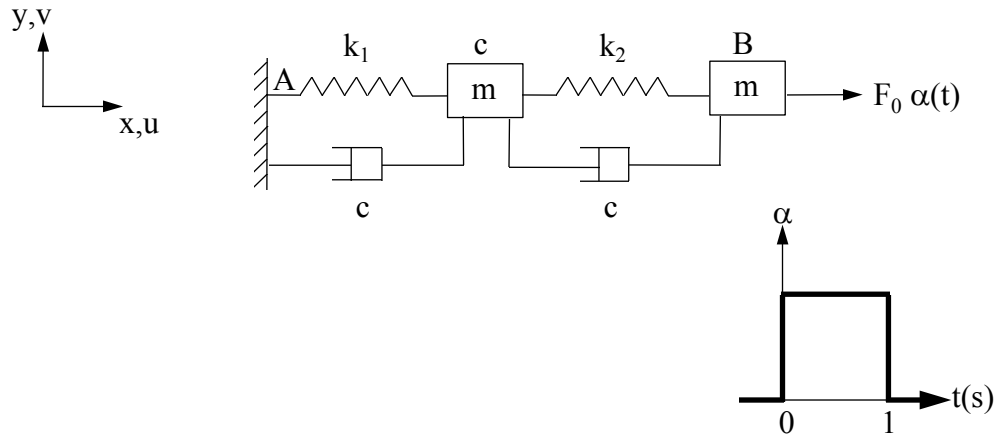 y,v
x,u
A
k₁
c
k₂
B
m
m
F₀ α(t)
c
c
α
t(s)
0
1